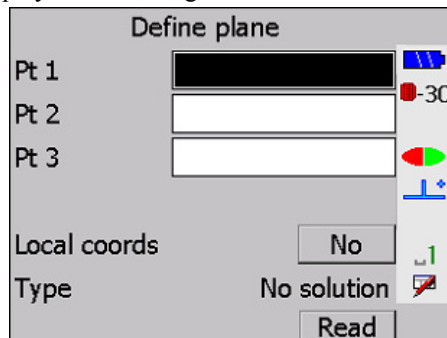 Define plane
Pt 1
-30
Pt 2
Pt 3
Local coords No
1
Type No solution
Read